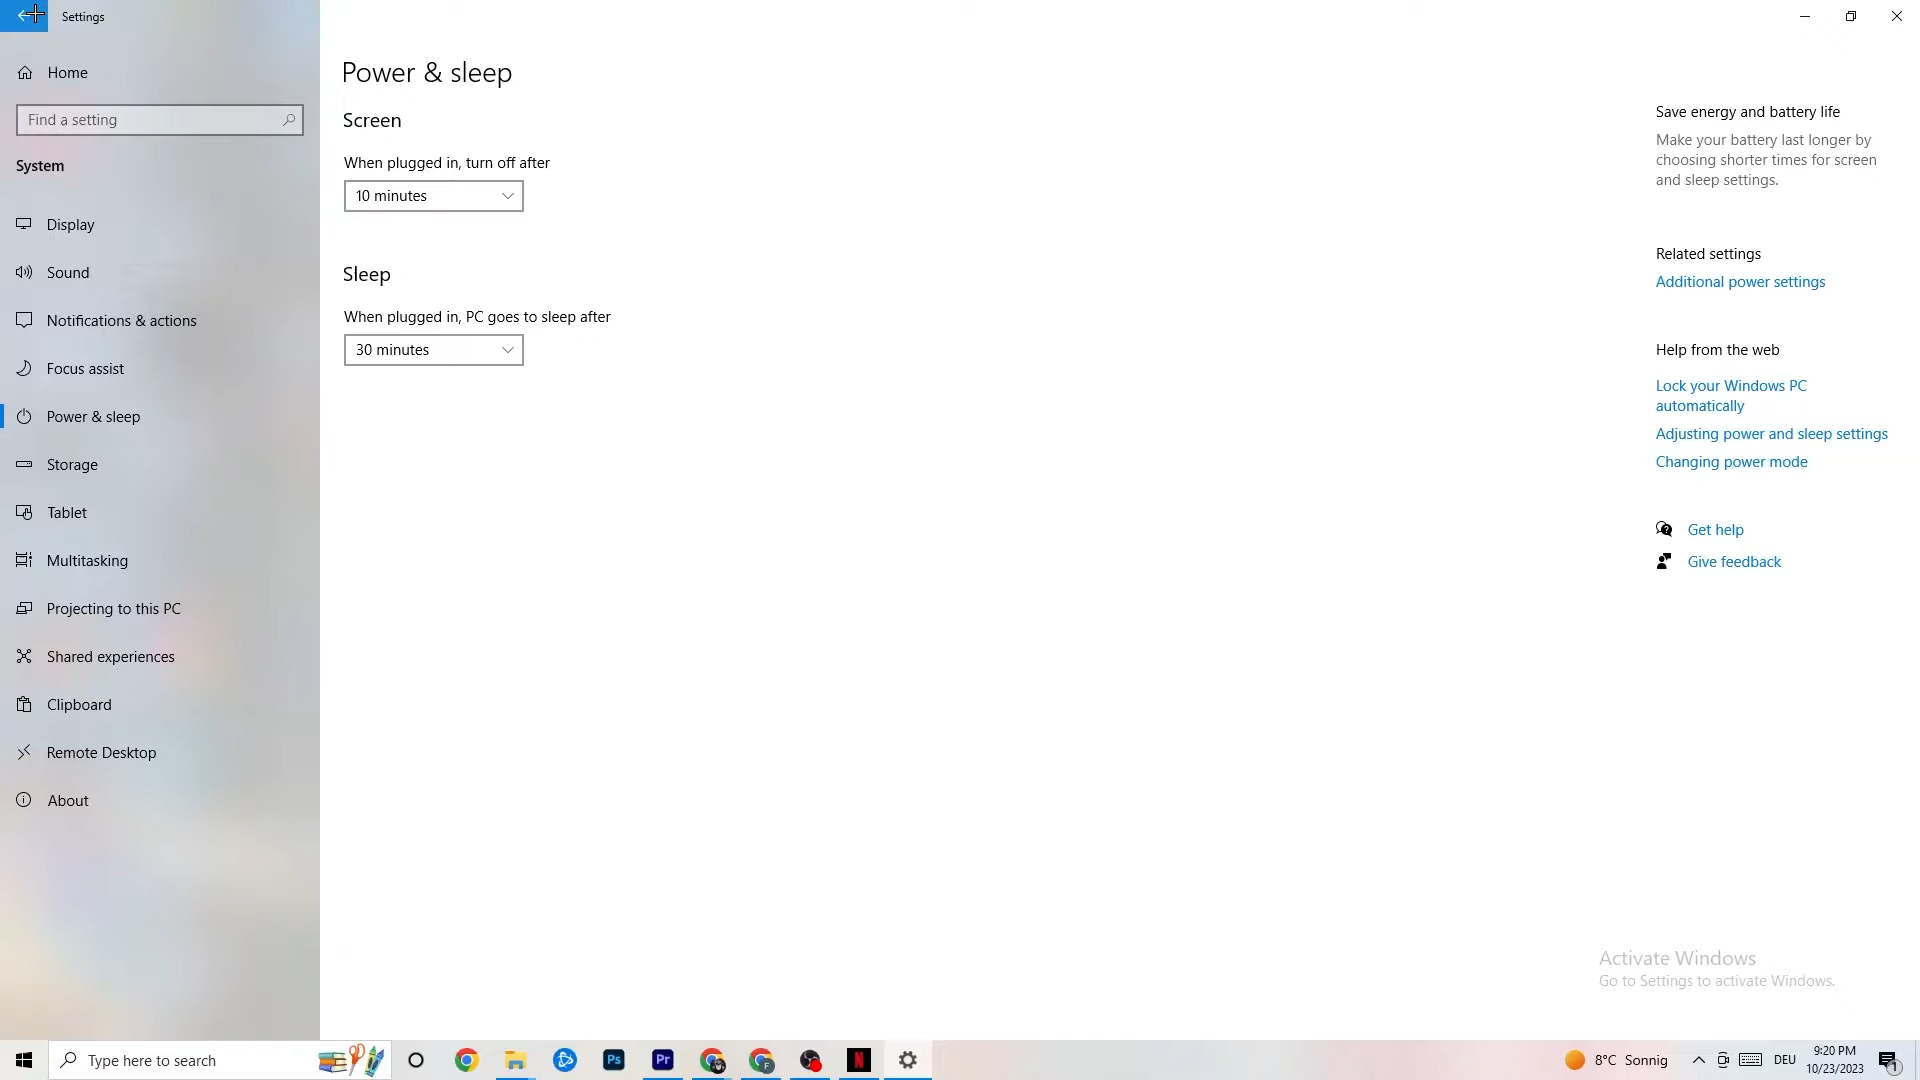 Settings
Home
Find a setting
System
Display
Sound
Notifications & actions
Focus assist
Power & sleep
Storage
Tablet
Multitasking
Projecting to this PC
Shared experiences
Clipboard
Remote Desktop
About
Power & sleep
Screen
When plugged in, turn off after
10 minutes
Sleep
When plugged in, PC goes to sleep after
30 minutes
Save energy and battery life
Make your battery last longer by
choosing shorter times for screen
and sleep settings.
Related settings
Additional power settings
Help from the web
Lock your Windows PC
automatically
Adjusting power and sleep settings
Changing power mode
Get help
Give feedback
Activate Windows
Go to Settings to activate Windows.
Type here to search
Ps
Pr
F
N
8°C Sonnig
DEU
9:20 PM
10/23/2023
1